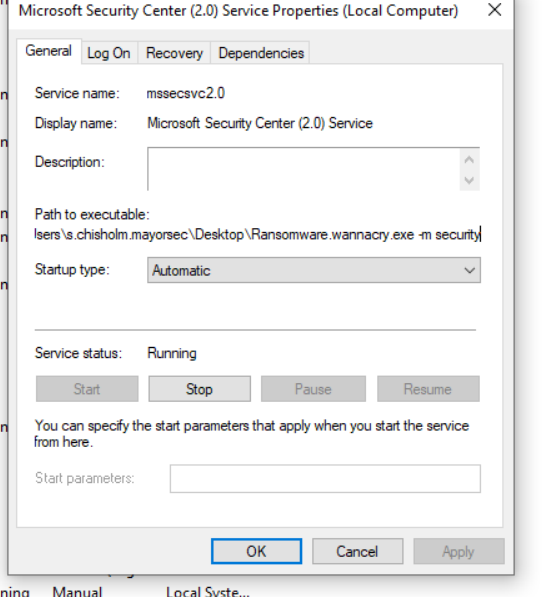 Microsoft Security Center (2.0) Service Properties (Local Computer)
General Log On Recovery Dependencies
Service name: mssecsvc2.0
Display name: Microsoft Security Center (2.0) Service
Description:
Path to executable:
sers\s.chisholm.mayorsec\Desktop\Ransomware.wannacry.exe -m security
Startup type: Automatic
Service status: Running
Start Stop Pause Resume
You can specify the start parameters that apply when you start the service
from here.
Start parameters:
OK Cancel Apply
ning Manual Local Syste...